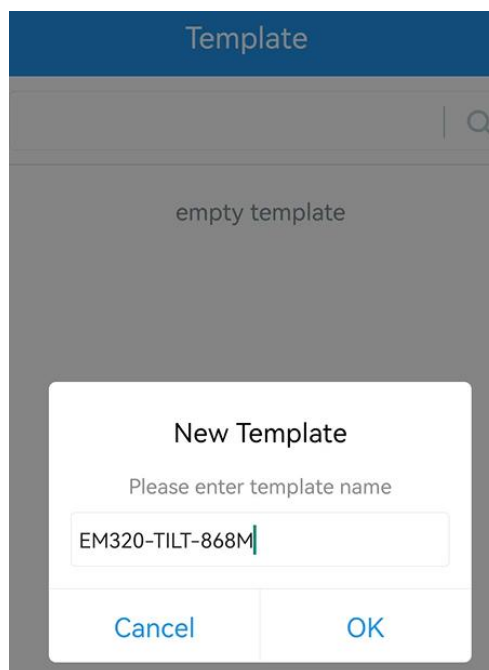 Template
empty template
New Template
Please enter template name
EM320-TILT-868M
Cancel
OK